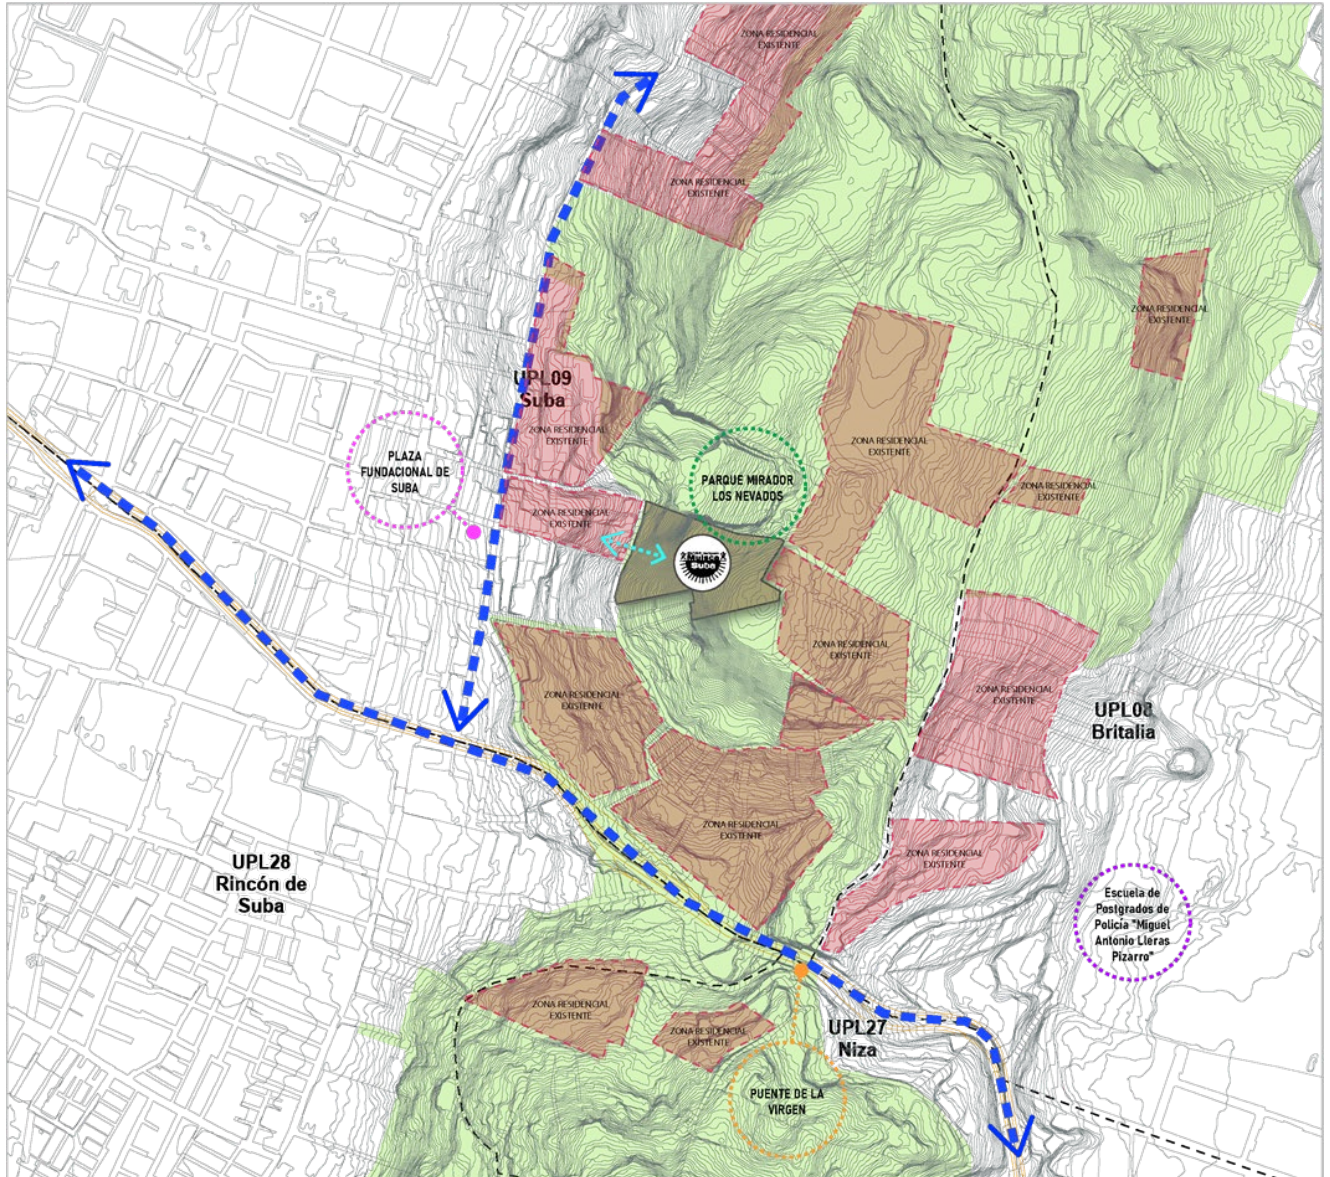 ZONA RESIDENCIAL
EXISTENTE
ZONA RESIDENCIAL
EXISTENTE
ZONA RESIDENCIAL
EXISTENTE
UPL09
Suba
ZONA RESIDENCIAL
EXISTENTE
PLAZA
FUNDACIONAL DE
SUBA
PARQUE MIRADOR
LOS NEVADOS
ZONA RESIDENCIAL
EXISTENTE
ZONA RESIDENCIAL
EXISTENTE
ZONA RESIDENCIAL
EXISTENTE
Muisca
Suba
ZONA RESIDENCIAL
EXISTENTE
ZONA RESIDENCIAL
EXISTENTE
ZONA RESIDENCIAL
EXISTENTE
UPL08
Britalia
ZONA RESIDENCIAL
EXISTENTE
ZONA RESIDENCIAL
EXISTENTE
UPL28
Rincón de
Suba
Escuela de
Postgrados de
Policía "Miguel
Antonio Lleras
Pizarro"
ZONA RESIDENCIAL
EXISTENTE
ZONA RESIDENCIAL
EXISTENTE
UPL27
Niza
PUENTE DE LA
VIRGEN